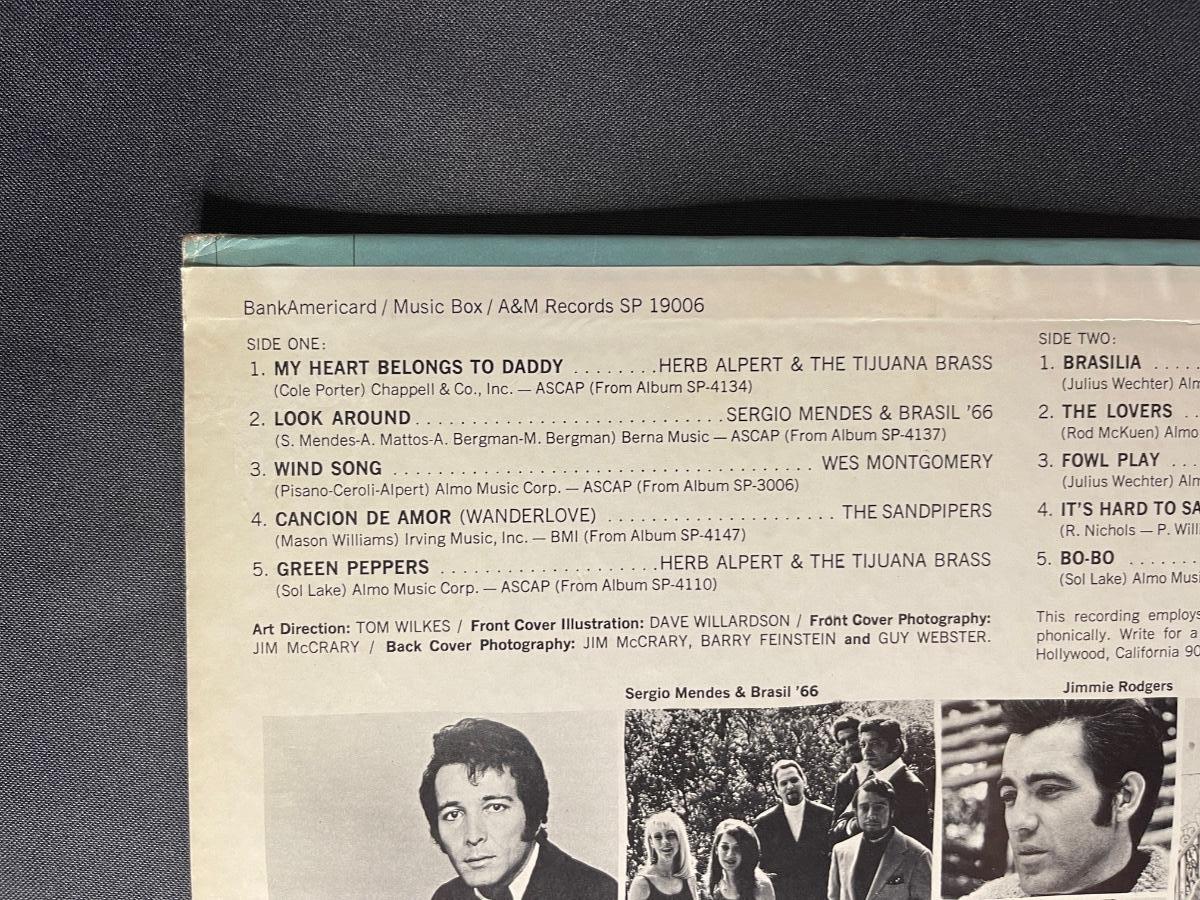 BankAmericard / Music Box / A&M Records SP 19006
SIDE ONE:
1. MY HEART BELONGS TO DADDY ........HERB ALPERT & THE TIJUANA BRASS
(Cole Porter) Chappell & Co., Inc. — ASCAP (From Album SP-4134)
2. LOOK AROUND............................SERGIO MENDES & BRASIL '66
(S. Mendes-A. Mattos-A. Bergman-M. Bergman) Berna Music — ASCAP (From Album SP-4137)
3. WIND SONG ...................................... WES MONTGOMERY
(Pisano-Ceroli-Alpert) Almo Music Corp. — ASCAP (From Album SP-3006)
4. CANCION DE AMOR (WANDERLOVE) ..................... THE SANDPIPERS
(Mason Williams) Irving Music, Inc. — BMI (From Album SP-4147)
5. GREEN PEPPERS ....................HERB ALPERT & THE TIJUANA BRASS
(Sol Lake) Almo Music Corp. — ASCAP (From Album SP-4110)
Art Direction: TOM WILKES / Front Cover Illustration: DAVE WILLARDSON / Front Cover Photography:
JIM McCRARY / Back Cover Photography: JIM McCRARY, BARRY FEINSTEIN and GUY WEBSTER.
SIDE TWO:
1. BRASILIA .....
(Julius Wechter) Alm
2. THE LOVERS ..
(Rod McKuen) Almo
3. FOWL PLAY ...
(Julius Wechter) Alm
4. IT'S HARD TO SA
(R. Nichols — P. Will
5. BO-BO .......
(Sol Lake) Almo Musi
This recording employs
phonically. Write for a
Hollywood, California 90
Sergio Mendes & Brasil '66
Jimmie Rodgers